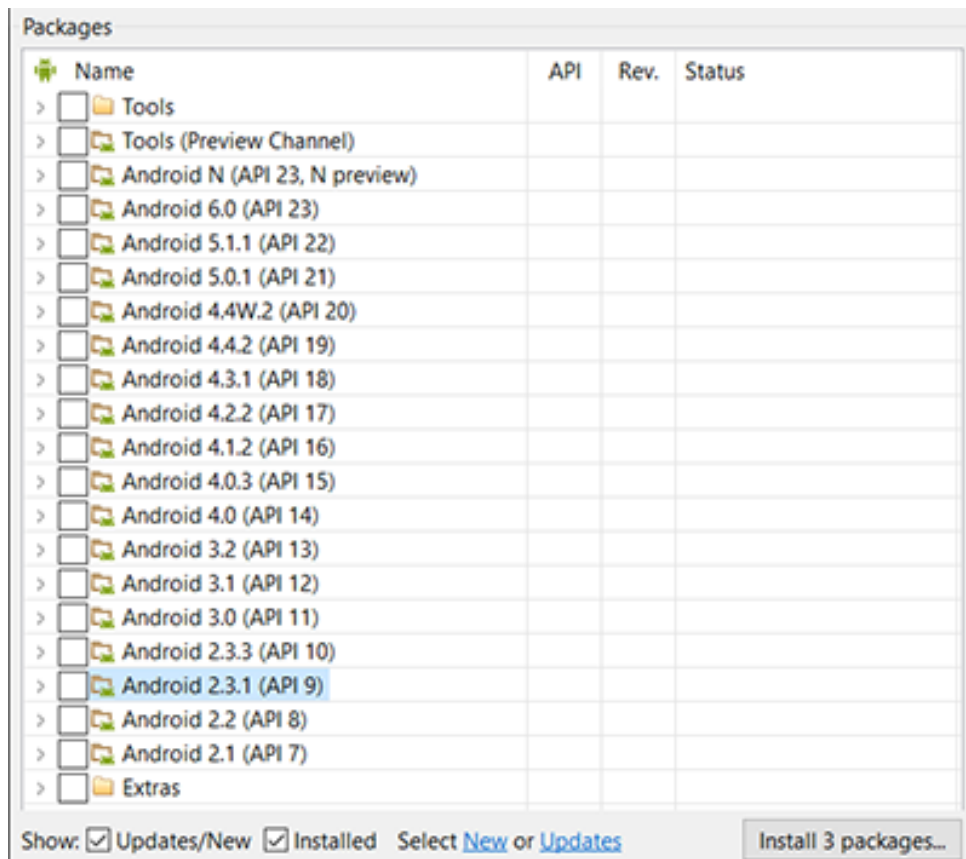 Packages
Name API Rev. Status
Tools
Tools (Preview Channel)
Android N (API 23, N preview)
Android 6.0 (API 23)
Android 5.1.1 (API 22)
Android 5.0.1 (API 21)
Android 4.4W.2 (API 20)
Android 4.4.2 (API 19)
Android 4.3.1 (API 18)
Android 4.2.2 (API 17)
Android 4.1.2 (API 16)
Android 4.0.3 (API 15)
Android 4.0 (API 14)
Android 3.2 (API 13)
Android 3.1 (API 12)
Android 3.0 (API 11)
Android 2.3.3 (API 10)
Android 2.3.1 (API 9)
Android 2.2 (API 8)
Android 2.1 (API 7)
Extras
Show: Updates/New Installed Select New or Updates Install 3 packages...